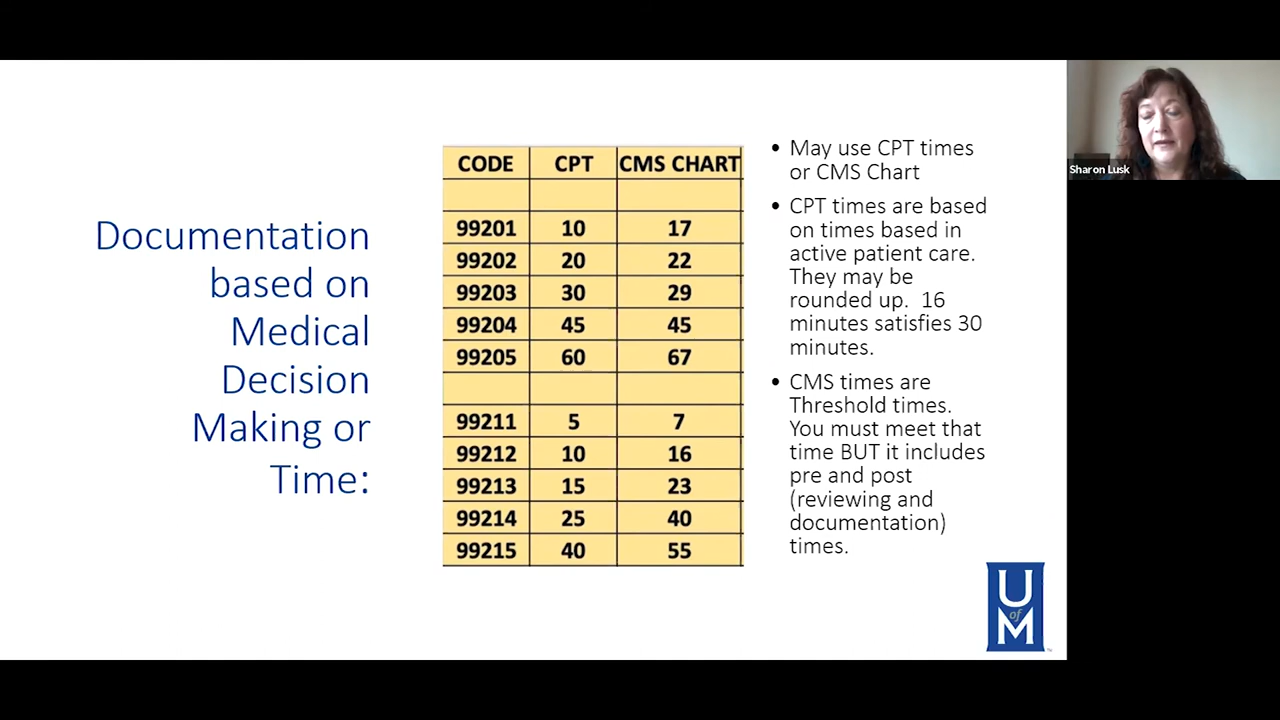 Documentation
based on
Medical
Decision
Making or
Time:
CODE CPT CMS CHART
99201 10 17
99202 20 22
99203 30 29
99204 45 45
99205 60 67
99211 5 7
99212 10 16
99213 15 23
99214 25 40
99215 40 55
• May use CPT times
or CMS Chart
• CPT times are based
on times based in
active patient care.
They may be
rounded up. 16
minutes satisfies 30
minutes.
• CMS times are
Threshold times.
You must meet that
time BUT it includes
pre and post
(reviewing and
documentation)
times.
U
of
M
Sharon Lusk